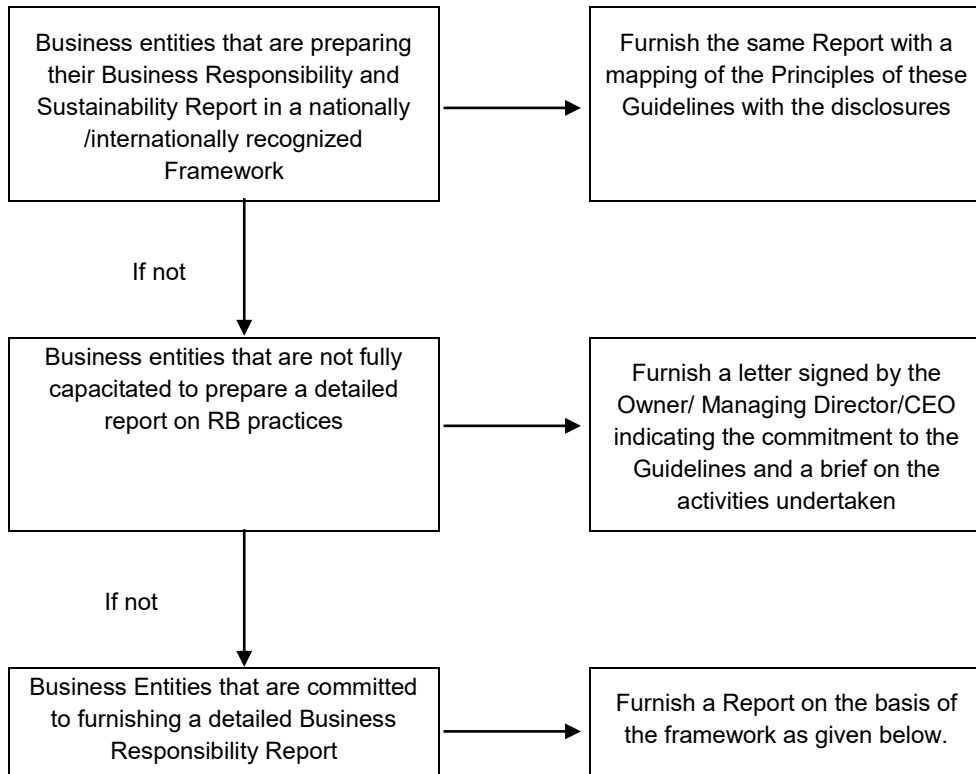 Business entities that are preparing
their Business Responsibility and
Sustainability Report in a nationally
/internationally recognized
Framework
Furnish the same Report with a
mapping of the Principles of these
Guidelines with the disclosures
If not
Business entities that are not fully
capacitated to prepare a detailed
report on RB practices
Furnish a letter signed by the
Owner/ Managing Director/CEO
indicating the commitment to the
Guidelines and a brief on the
activities undertaken
If not
Business Entities that are committed
to furnishing a detailed Business
Responsibility Report
Furnish a Report on the basis of
the framework as given below.